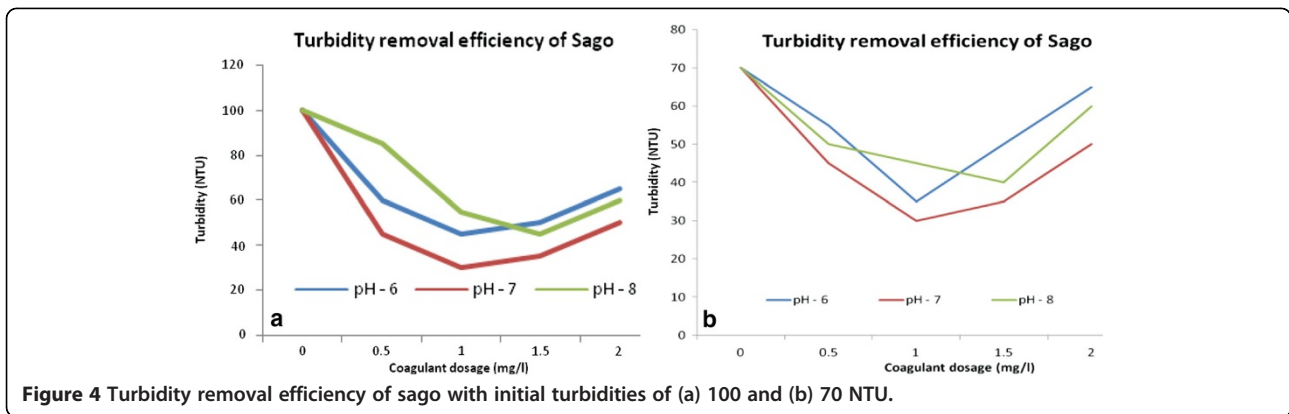 Turbidity removal efficiency of Sago
120
100
80
60
40
20
0
Turbidity (NTU)
pH - 6
pH - 7
pH - 8
a
0 0.5 1 1.5 2
Coagulant dosage (mg/l)
Turbidity removal efficiency of Sago
80
70
60
50
40
30
20
10
0
Turbidity (NTU)
pH - 6
pH - 7
pH - 8
b
0 0.5 1 1.5 2
Coagulant dosage (mg/l)
Figure 4 Turbidity removal efficiency of sago with initial turbidities of (a) 100 and (b) 70 NTU.